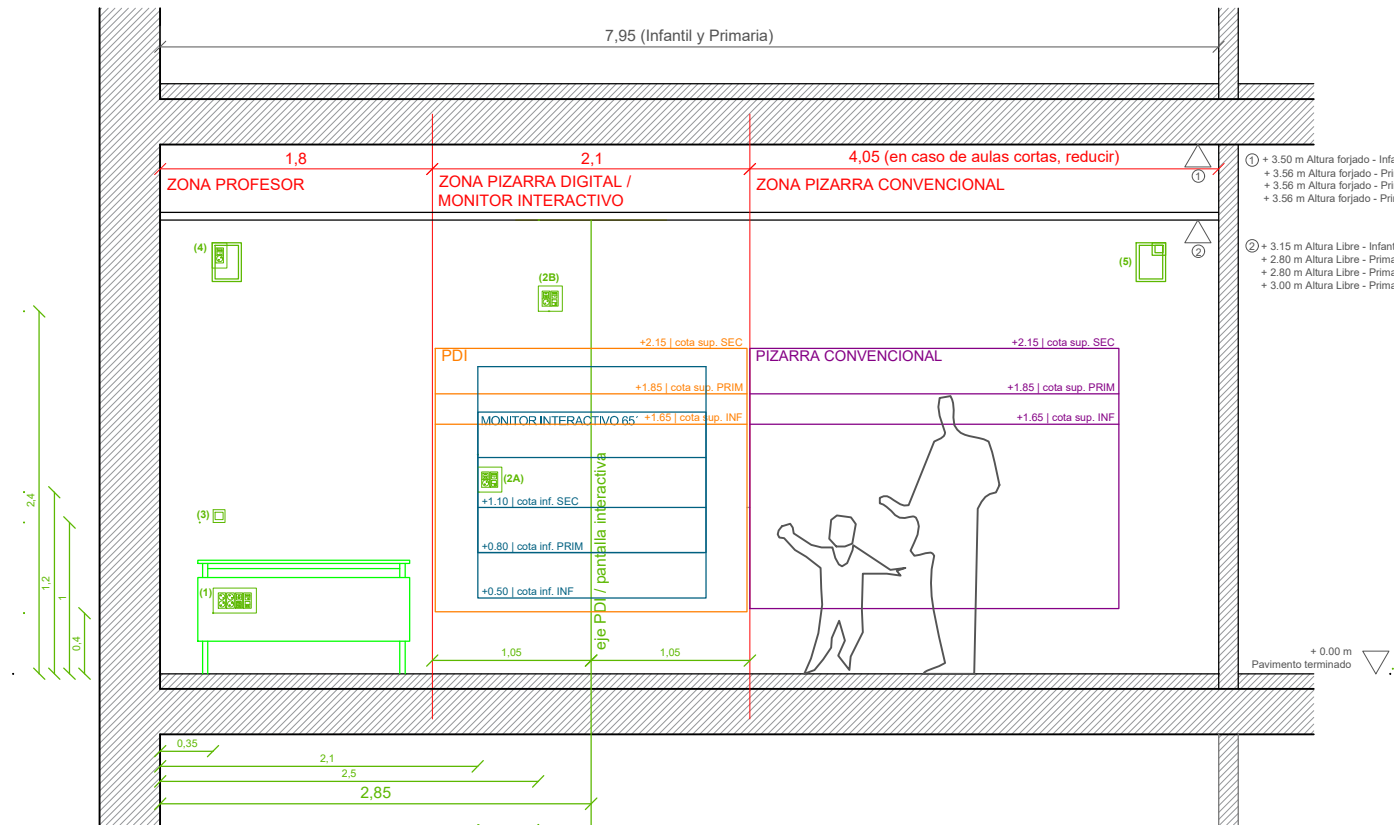 7,95 (Infantil y Primaria)
1,8
2,1
4,05 (en caso de aulas cortas, reducir)
ZONA PROFESOR
ZONA PIZARRA DIGITAL /
MONITOR INTERACTIVO
ZONA PIZARRA CONVENCIONAL
1
1 + 3.50 m Altura forjado - Infa
+ 3.56 m Altura forjado - Pri
+ 3.56 m Altura forjado - Pri
+ 3.56 m Altura forjado - Pri
2
2 + 3.15 m Altura Libre - Infant
+ 2.80 m Altura Libre - Prima
+ 2.80 m Altura Libre - Prima
+ 3.00 m Altura Libre - Prima
(4)
(2B)
(5)
PDI
+2.15 | cota sup. SEC
+1.85 | cota sup. PRIM
+1.65 | cota sup. INF
PIZARRA CONVENCIONAL
+2.15 | cota sup. SEC
+1.85 | cota sup. PRIM
+1.65 | cota sup. INF
MONITOR INTERACTIVO 65´
(2A)
+1.10 | cota inf. SEC
+0.80 | cota inf. PRIM
+0.50 | cota inf. INF
eje PDI / pantalla interactiva
(3)
(1)
2,4
1,2
1
0,4
1,05
1,05
+ 0.00 m
Pavimento terminado
0,35
2,1
2,5
2,85